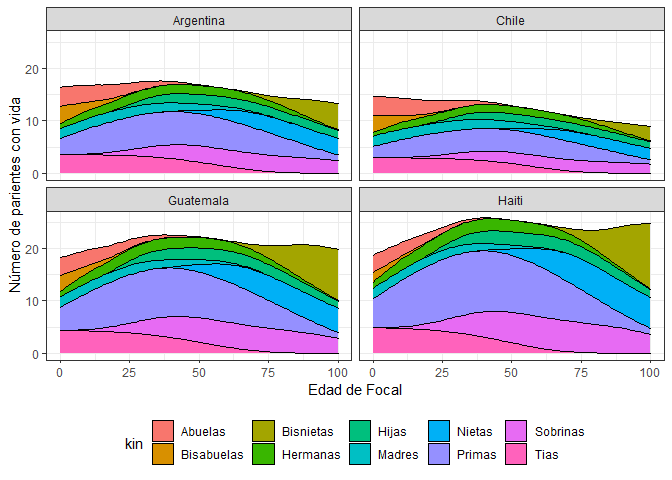 Argentina
Chile
20
10
0
Guatemala
Haiti
20
10
0
Número de parientes con vida
0 25 50 75 100 0 25 50 75 100
Edad de Focal
kin
Abuelas Bisnietas Hijas Nietas Sobrinas
Bisabuelas Hermanas Madres Primas Tias